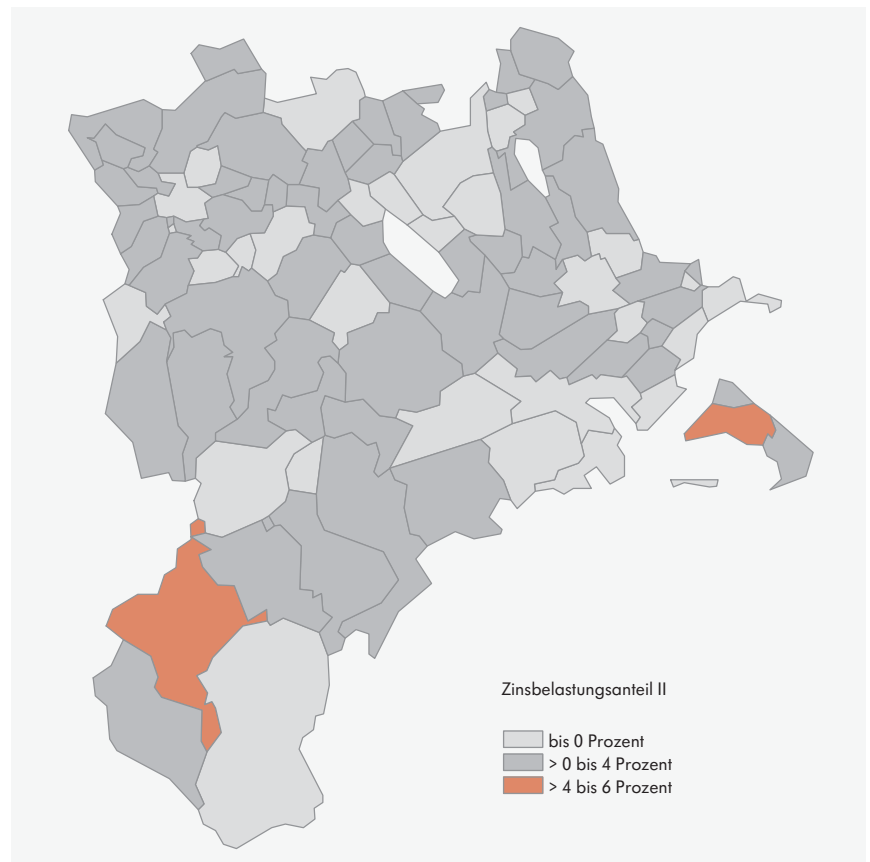 Zinsbelastungsanteil II
bis 0 Prozent
> 0 bis 4 Prozent
> 4 bis 6 Prozent